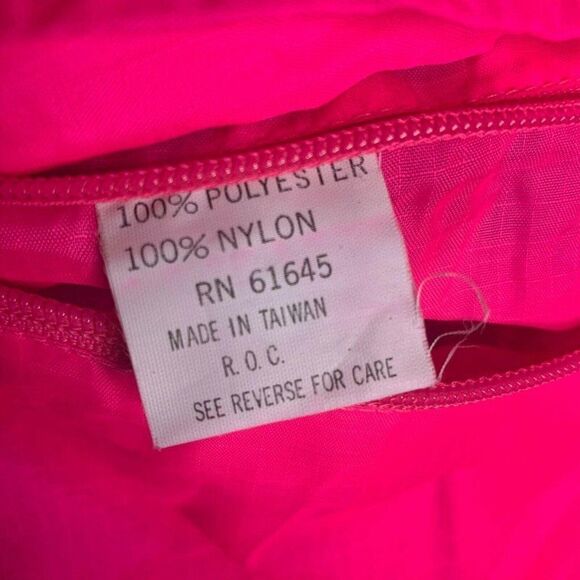 100% POLYESTER
100% NYLON
RN 61645
MADE IN TAIWAN
R.O.C.
SEE REVERSE FOR CARE